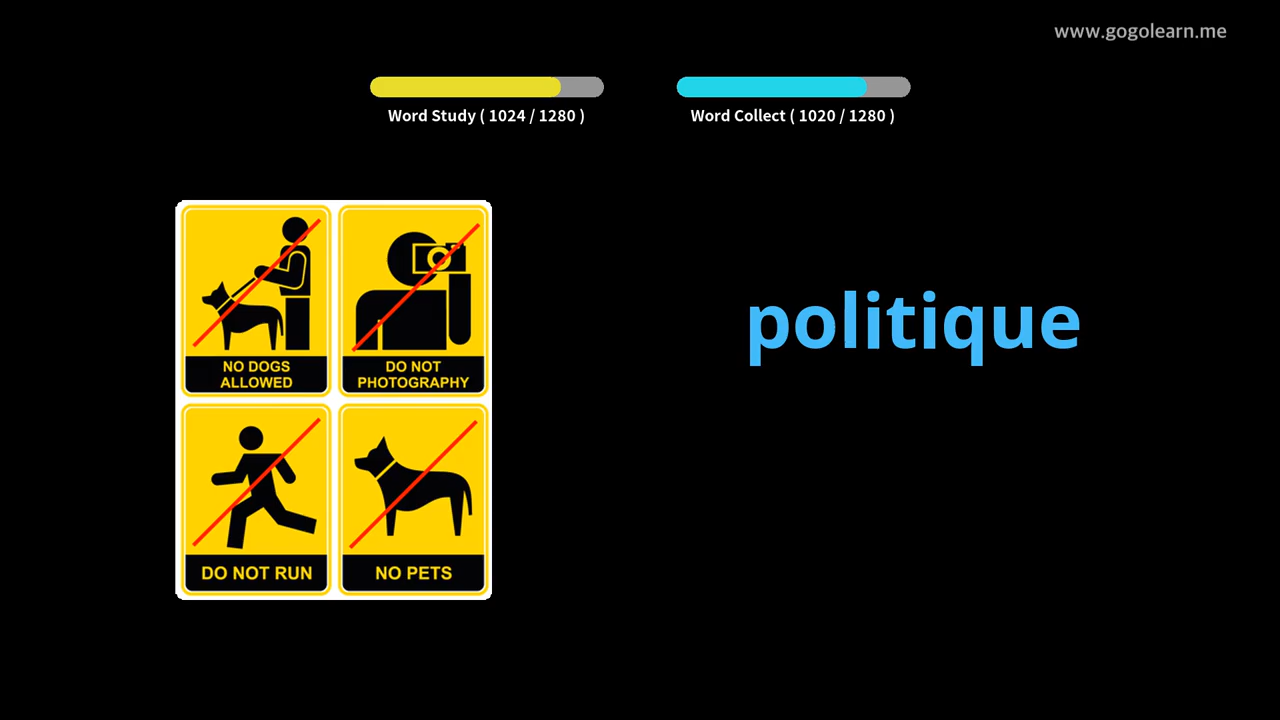 www.gogolearn.me
Word Study ( 1024 / 1280 )
Word Collect ( 1020 / 1280 )
NO DOGS
ALLOWED
DO NOT
PHOTOGRAPHY
politique
DO NOT RUN
NO PETS